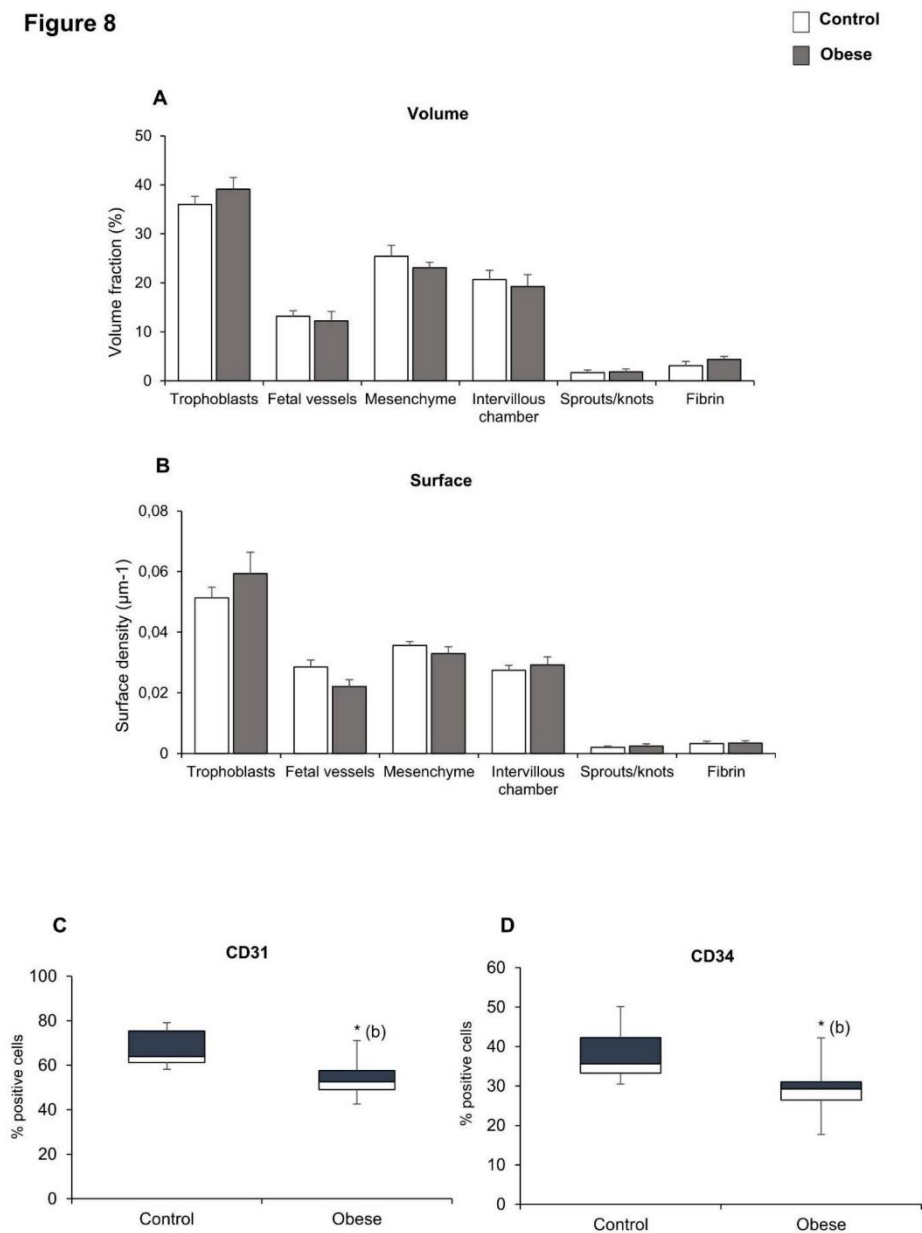 Figure 8
Control
Obese
A
Volume
50
40
30
20
10
0
Volume fraction (%)
Trophoblasts Fetal vessels Mesenchyme Intervillous chamber Sprouts/knots Fibrin
B
Surface
0,08
0,06
0,04
0,02
0
Surface density (µm-1)
Trophoblasts Fetal vessels Mesenchyme Intervillous chamber Sprouts/knots Fibrin
C
CD31
100
80
60
40
20
0
% positive cells
* (b)
Control Obese
D
CD34
60
50
40
30
20
10
0
% positive cells
* (b)
Control Obese